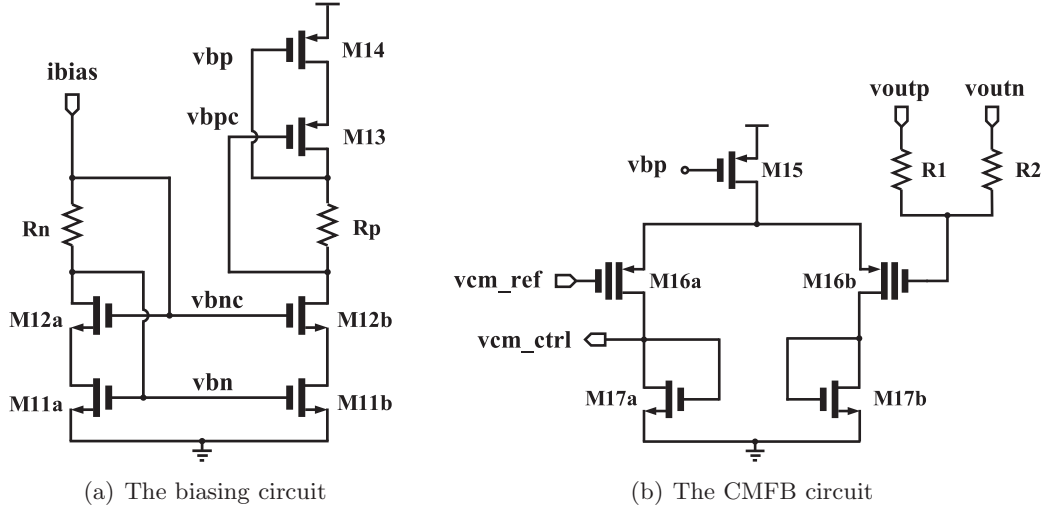 ibias
Rn
M12a
M11a
vbnc
vbn
M12b
M11b
vbp
vbpc
M14
M13
Rp
(a) The biasing circuit
voutp
voutn
R1
R2
vbp
M15
vcm_ref
M16a
M16b
vcm_ctrl
M17a
M17b
(b) The CMFB circuit